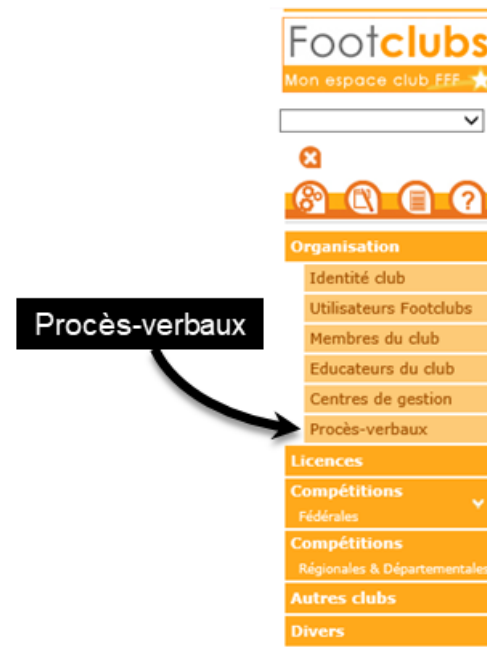 Footclubs
Mon espace club FFF
?
Organisation
Identité club
Utilisateurs Footclubs
Membres du club
Educateurs du club
Centres de gestion
Procès-verbaux
Procès-verbaux
Licences
Compétitions
Fédérales
Compétitions
Régionales & Départementales
Autres clubs
Divers